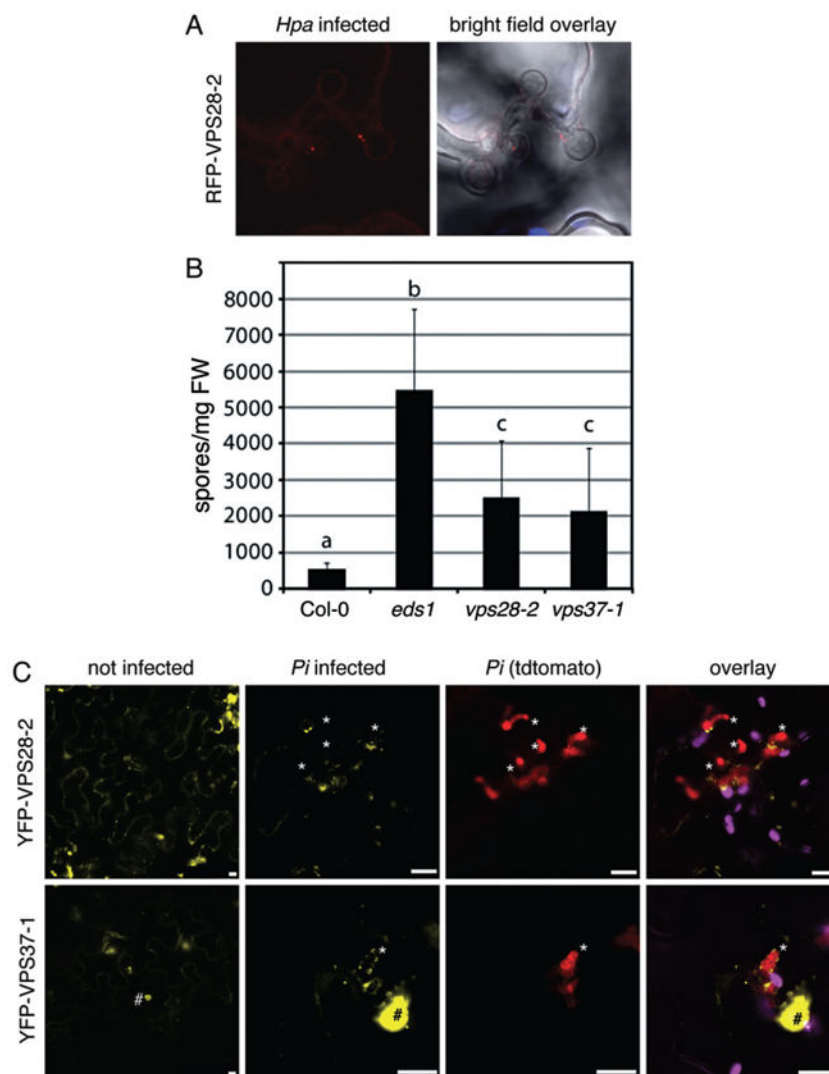 A
Hpa infected
bright field overlay
RFP-VPS28-2
B
spores/mg FW
8000
7000
6000
5000
4000
3000
2000
1000
0
a
b
c
c
Col-0
eds1
vps28-2
vps37-1
C
not infected
Pi infected
Pi (tdtomato)
overlay
YFP-VPS28-2
* * * *
* * * *
* * * *
YFP-VPS37-1
#
* #
*
* #